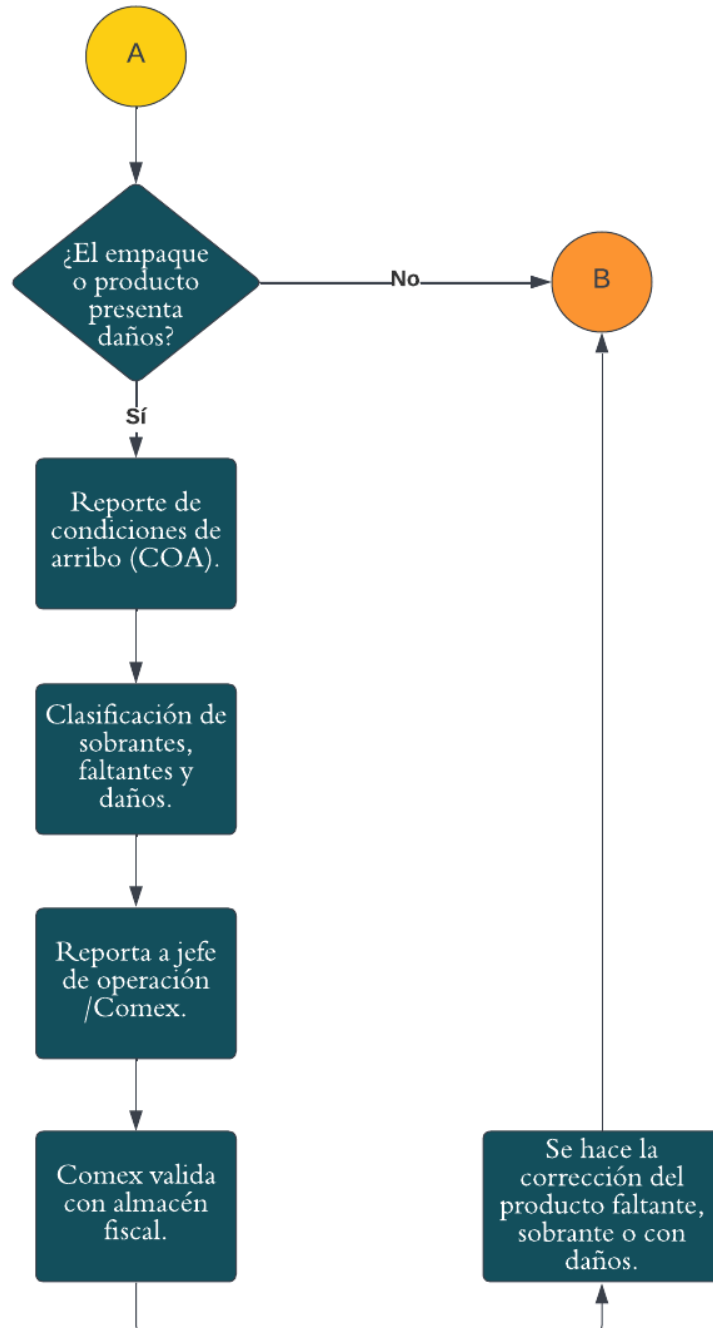 A
¿El empaque
o producto
presenta
daños?
No
B
Sí
Reporte de
condiciones de
arribo (COA).
Clasificación de
sobrantes,
faltantes y
daños.
Reporta a jefe
de operación
/Comex.
Comex valida
con almacén
fiscal.
Se hace la
corrección del
producto faltante,
sobrante o con
daños.